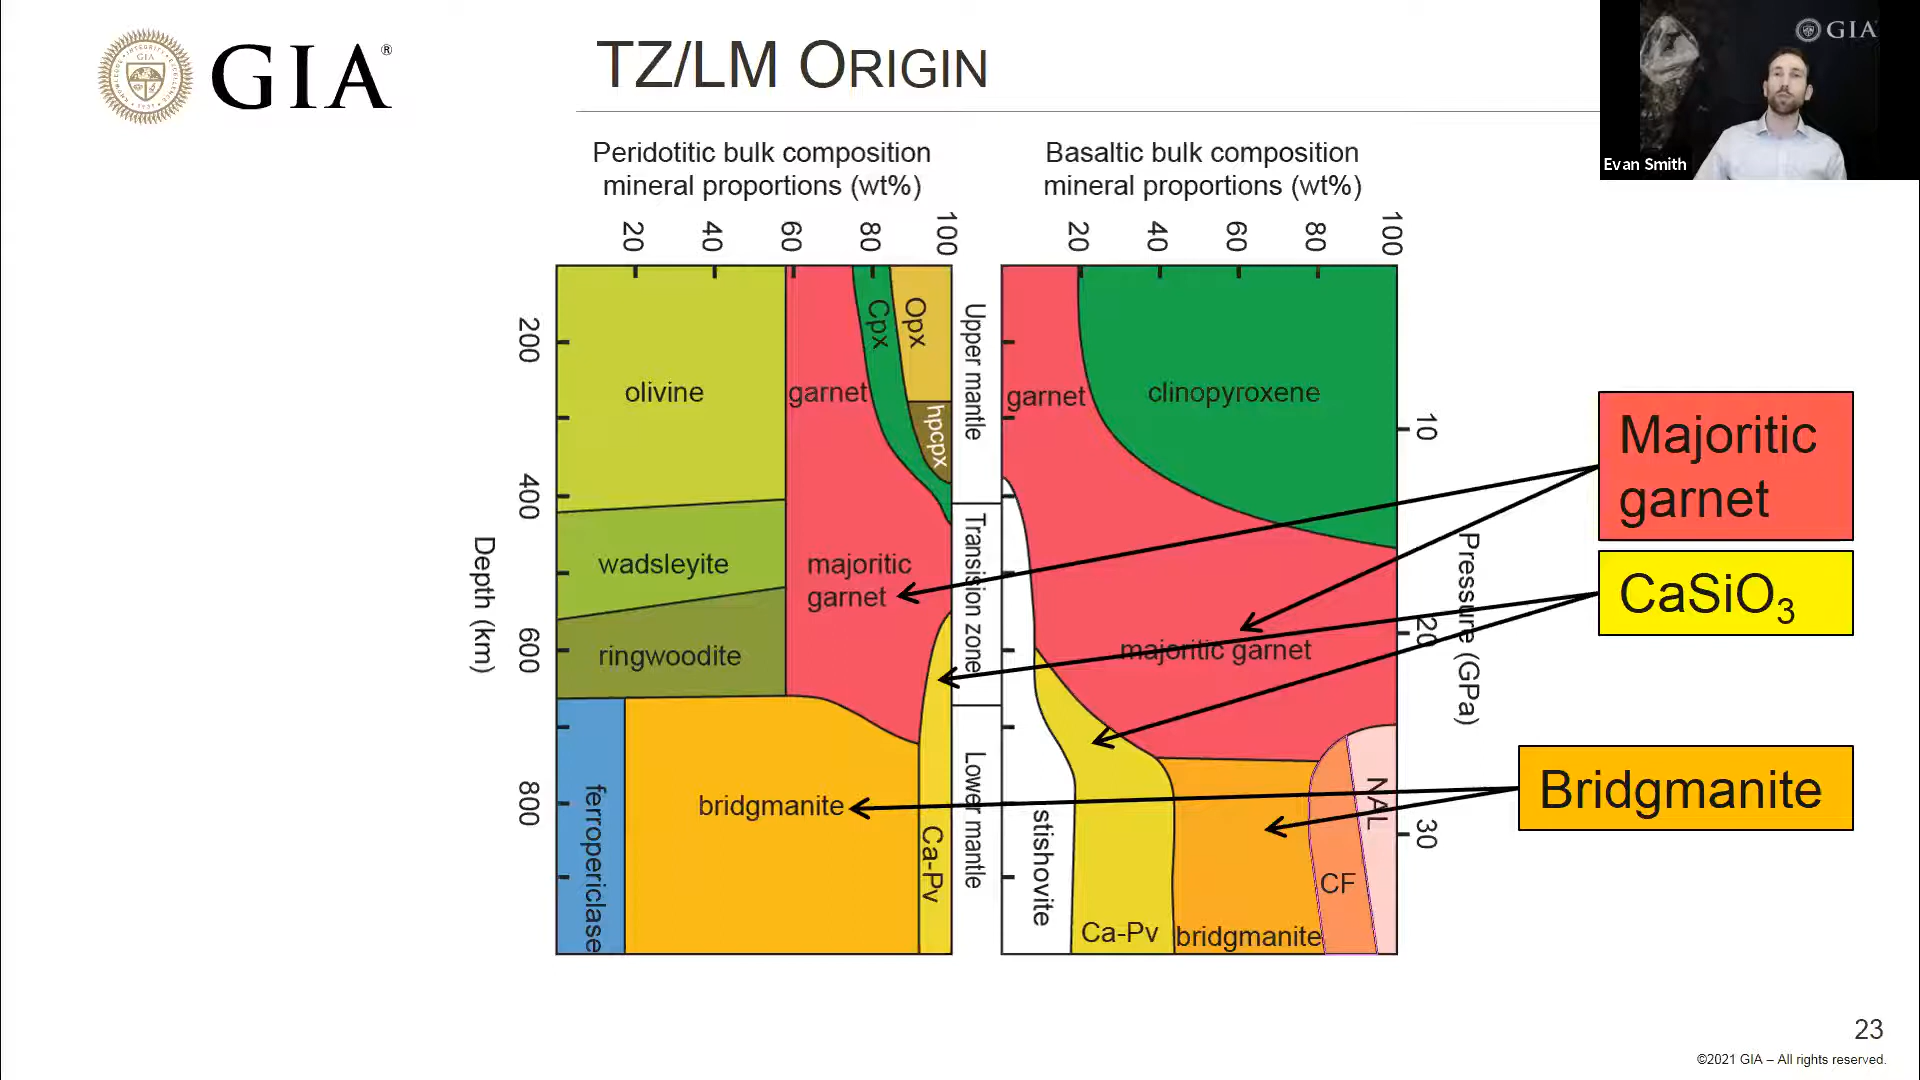 GIA®
TZ/LM ORIGIN
GIA
Evan Smith
Peridotitic bulk composition
mineral proportions (wt%)
Basaltic bulk composition
mineral proportions (wt%)
20 40 60 80 100
20 40 60 80 100
200
400
600
800
Depth (km)
olivine
garnet
Cpx
Opx
hpcpx
wadsleyite
majoritic
garnet
ringwoodite
ferropericlase
bridgmanite
Ca-Pv
Upper mantle
Transision zone
Lower mantle
garnet
clinopyroxene
majoritic garnet
stishovite
Ca-Pv
bridgmanite
CF
NAL
10
20
30
Pressure (GPa)
Majoritic
garnet
CaSiO3
Bridgmanite
23
©2021 GIA – All rights reserved.